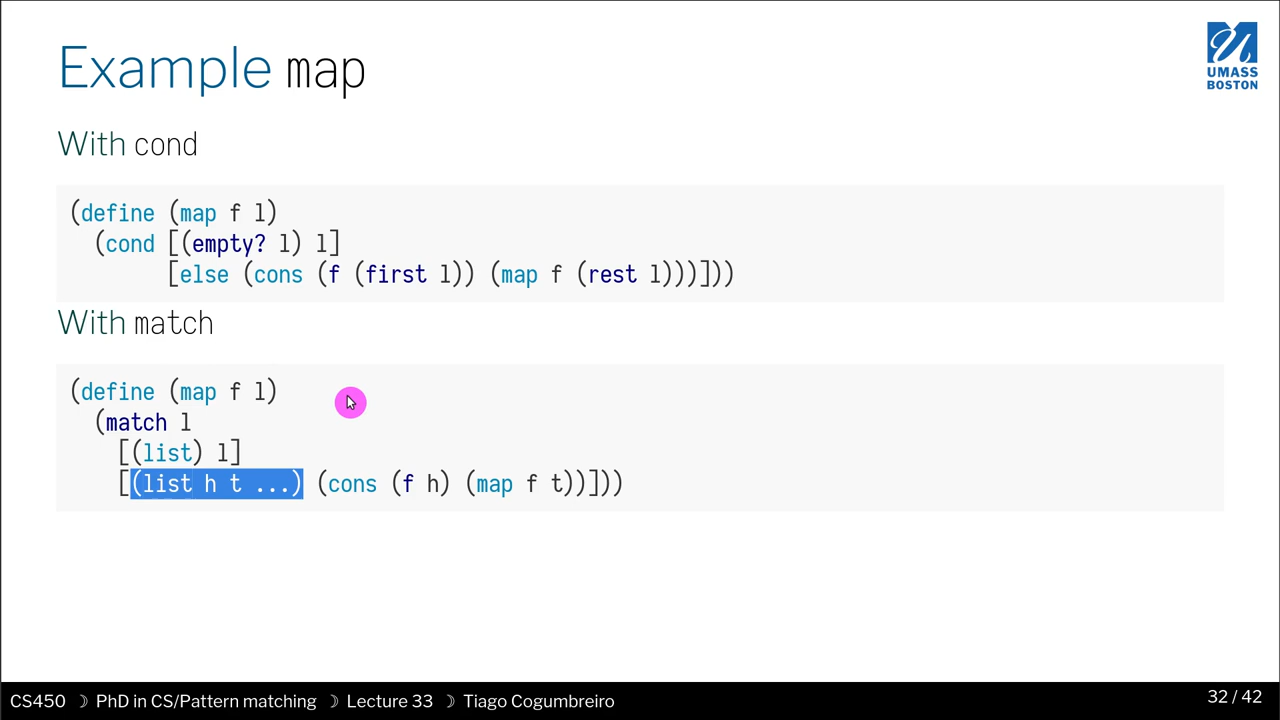 Example map
UMASS
BOSTON
With cond
(define (map f l)
  (cond [(empty? l) l]
        [else (cons (f (first l)) (map f (rest l)))]))
With match
(define (map f l)
  (match l
    [(list) l]
    [(list h t ...) (cons (f h) (map f t))]))
CS450 ☽ PhD in CS/Pattern matching ☽ Lecture 33 ☽ Tiago Cogumbreiro
32 / 42